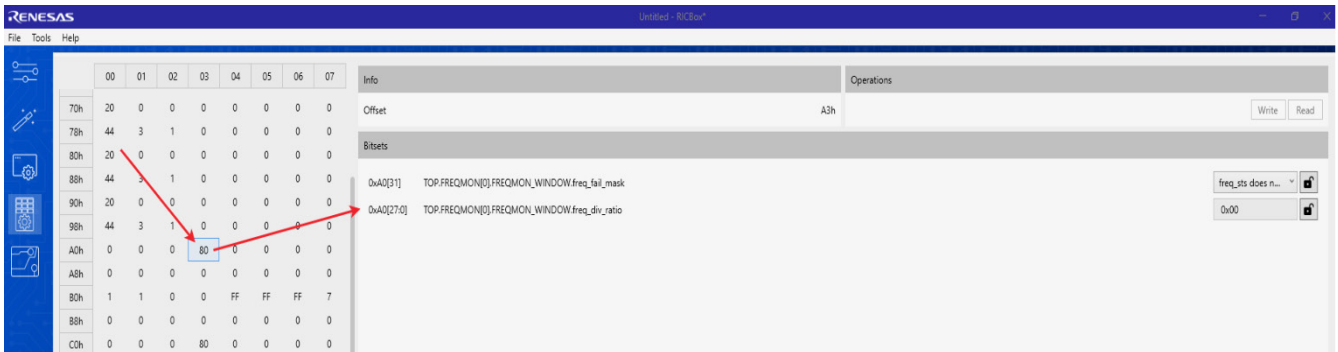 RENESAS
Untitled - RICBox*
File Tools Help
00 01 02 03 04 05 06 07
Info
Operations
70h 20 0 0 0 0 0 0 0
Offset A3h
Write Read
78h 44 3 1 0 0 0 0 0
Bitsets
80h 20 0 0 0 0 0 0 0
88h 44 3 1 0 0 0 0 0
0xA0[31] TOP.FREQMON[0].FREQMON_WINDOW.freq_fail_mask freq_sts does n...
90h 20 0 0 0 0 0 0 0
0xA0[27:0] TOP.FREQMON[0].FREQMON_WINDOW.freq_div_ratio 0x00
98h 44 3 1 0 0 0 0 0
A0h 0 0 0 80 0 0 0 0
A8h 0 0 0 0 0 0 0 0
B0h 1 1 0 0 FF FF FF 7
B8h 0 0 0 0 0 0 0 0
C0h 0 0 0 80 0 0 0 0